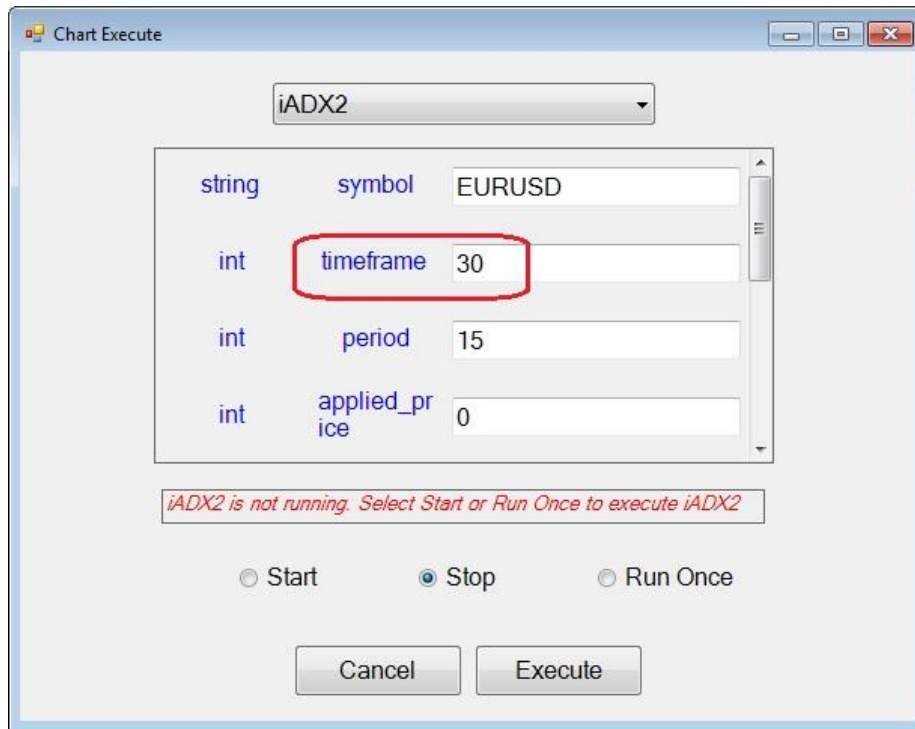 Chart Execute
iADX2
string symbol EURUSD
int timeframe 30
int period 15
int applied_pr
ice 0
iADX2 is not running. Select Start or Run Once to execute iADX2
Start Stop Run Once
Cancel Execute